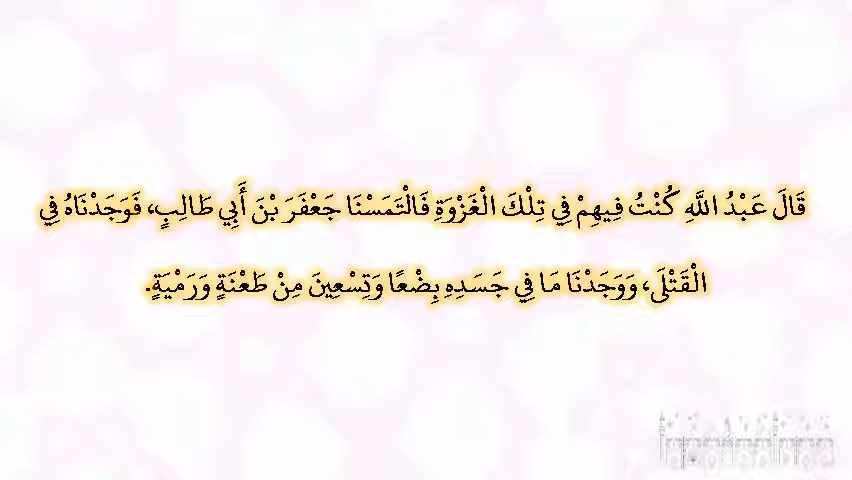 قَالَ عَبْدُ اللَّهِ كُنْتُ فِيهِمْ فِي تِلْكَ الْغَزْوَةِ فَالْتَمَسْنَا جَعْفَرَ بْنَ أَبِي طَالِبٍ، فَوَجَدْنَاهُ فِي
الْقَتْلَى، وَوَجَدْنَا مَا فِي جَسَدِهِ بِضْعًا وَتِسْعِينَ مِنْ طَعْنَةٍ وَرَمْيَةٍ.